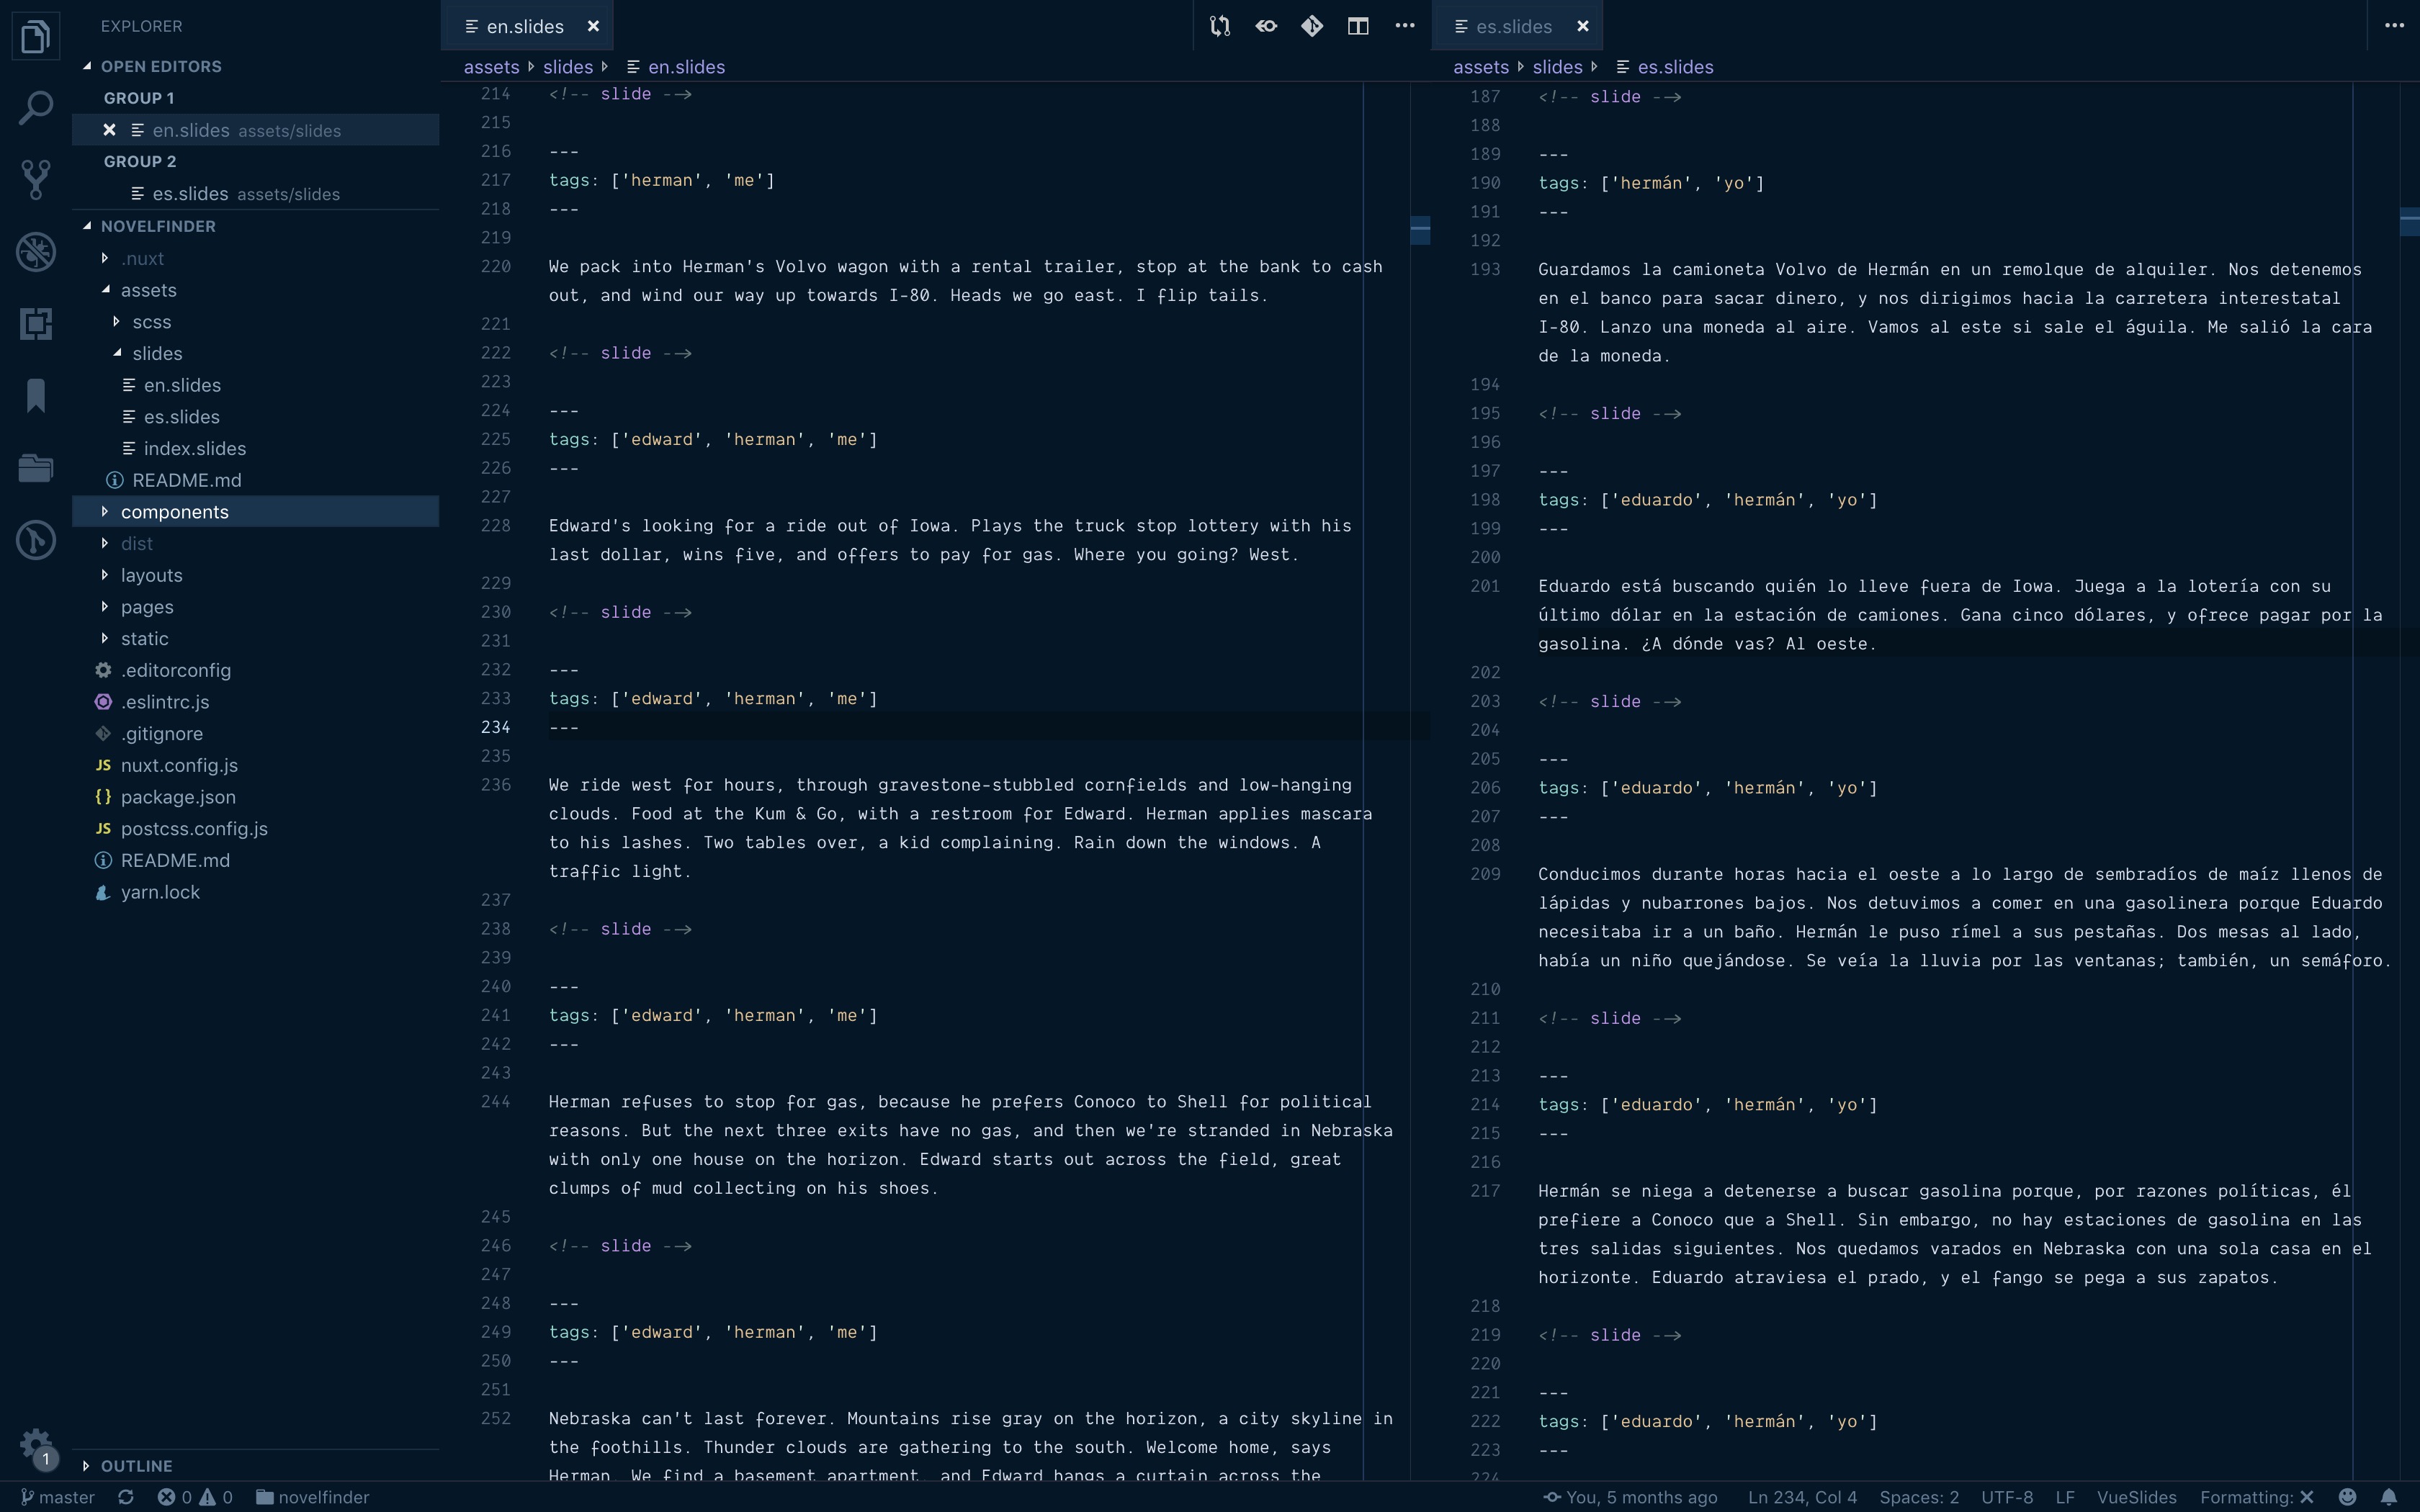 EXPLORER
OPEN EDITORS
GROUP 1
en.slides assets/slides
GROUP 2
es.slides assets/slides
NOVELFINDER
.nuxt
assets
scss
slides
en.slides
es.slides
index.slides
README.md
components
dist
layouts
pages
static
.editorconfig
.eslintrc.js
.gitignore
JS nuxt.config.js
{} package.json
JS postcss.config.js
README.md
yarn.lock
1
OUTLINE
en.slides
assets slides en.slides
214 <!-- slide -->
215
216 ---
217 tags: ['herman', 'me']
218 ---
219
220 We pack into Herman's Volvo wagon with a rental trailer, stop at the bank to cash
out, and wind our way up towards I-80. Heads we go east. I flip tails.
221
222 <!-- slide -->
223
224 ---
225 tags: ['edward', 'herman', 'me']
226 ---
227
228 Edward's looking for a ride out of Iowa. Plays the truck stop lottery with his
last dollar, wins five, and offers to pay for gas. Where you going? West.
229
230 <!-- slide -->
231
232 ---
233 tags: ['edward', 'herman', 'me']
234 ---
235
236 We ride west for hours, through gravestone-stubbled cornfields and low-hanging
clouds. Food at the Kum & Go, with a restroom for Edward. Herman applies mascara
to his lashes. Two tables over, a kid complaining. Rain down the windows. A
traffic light.
237
238 <!-- slide -->
239
240 ---
241 tags: ['edward', 'herman', 'me']
242 ---
243
244 Herman refuses to stop for gas, because he prefers Conoco to Shell for political
reasons. But the next three exits have no gas, and then we're stranded in Nebraska
with only one house on the horizon. Edward starts out across the field, great
clumps of mud collecting on his shoes.
245
246 <!-- slide -->
247
248 ---
249 tags: ['edward', 'herman', 'me']
250 ---
251
252 Nebraska can't last forever. Mountains rise gray on the horizon, a city skyline in
the foothills. Thunder clouds are gathering to the south. Welcome home, says
Herman. We find a basement apartment, and Edward hangs a curtain across the
es.slides
assets slides es.slides
187 <!-- slide -->
188
189 ---
190 tags: ['hermán', 'yo']
191 ---
192
193 Guardamos la camioneta Volvo de Hermán en un remolque de alquiler. Nos detenemos
en el banco para sacar dinero, y nos dirigimos hacia la carretera interestatal
I-80. Lanzo una moneda al aire. Vamos al este si sale el águila. Me salió la cara
de la moneda.
194
195 <!-- slide -->
196
197 ---
198 tags: ['eduardo', 'hermán', 'yo']
199 ---
200
201 Eduardo está buscando quién lo lleve fuera de Iowa. Juega a la lotería con su
último dólar en la estación de camiones. Gana cinco dólares, y ofrece pagar por la
gasolina. ¿A dónde vas? Al oeste.
202
203 <!-- slide -->
204
205 ---
206 tags: ['eduardo', 'hermán', 'yo']
207 ---
208
209 Conducimos durante horas hacia el oeste a lo largo de sembradíos de maíz llenos de
lápidas y nubarrones bajos. Nos detuvimos a comer en una gasolinera porque Eduardo
necesitaba ir a un baño. Hermán le puso rímel a sus pestañas. Dos mesas al lado,
había un niño quejándose. Se veía la lluvia por las ventanas; también, un semáforo.
210
211 <!-- slide -->
212
213 ---
214 tags: ['eduardo', 'hermán', 'yo']
215 ---
216
217 Hermán se niega a detenerse a buscar gasolina porque, por razones políticas, él
prefiere a Conoco que a Shell. Sin embargo, no hay estaciones de gasolina en las
tres salidas siguientes. Nos quedamos varados en Nebraska con una sola casa en el
horizonte. Eduardo atraviesa el prado, y el fango se pega a sus zapatos.
218
219 <!-- slide -->
220
221 ---
222 tags: ['eduardo', 'hermán', 'yo']
223 ---
224
master 0 0 novelfinder You, 5 months ago Ln 234, Col 4 Spaces: 2 UTF-8 LF VueSlides Formatting: X